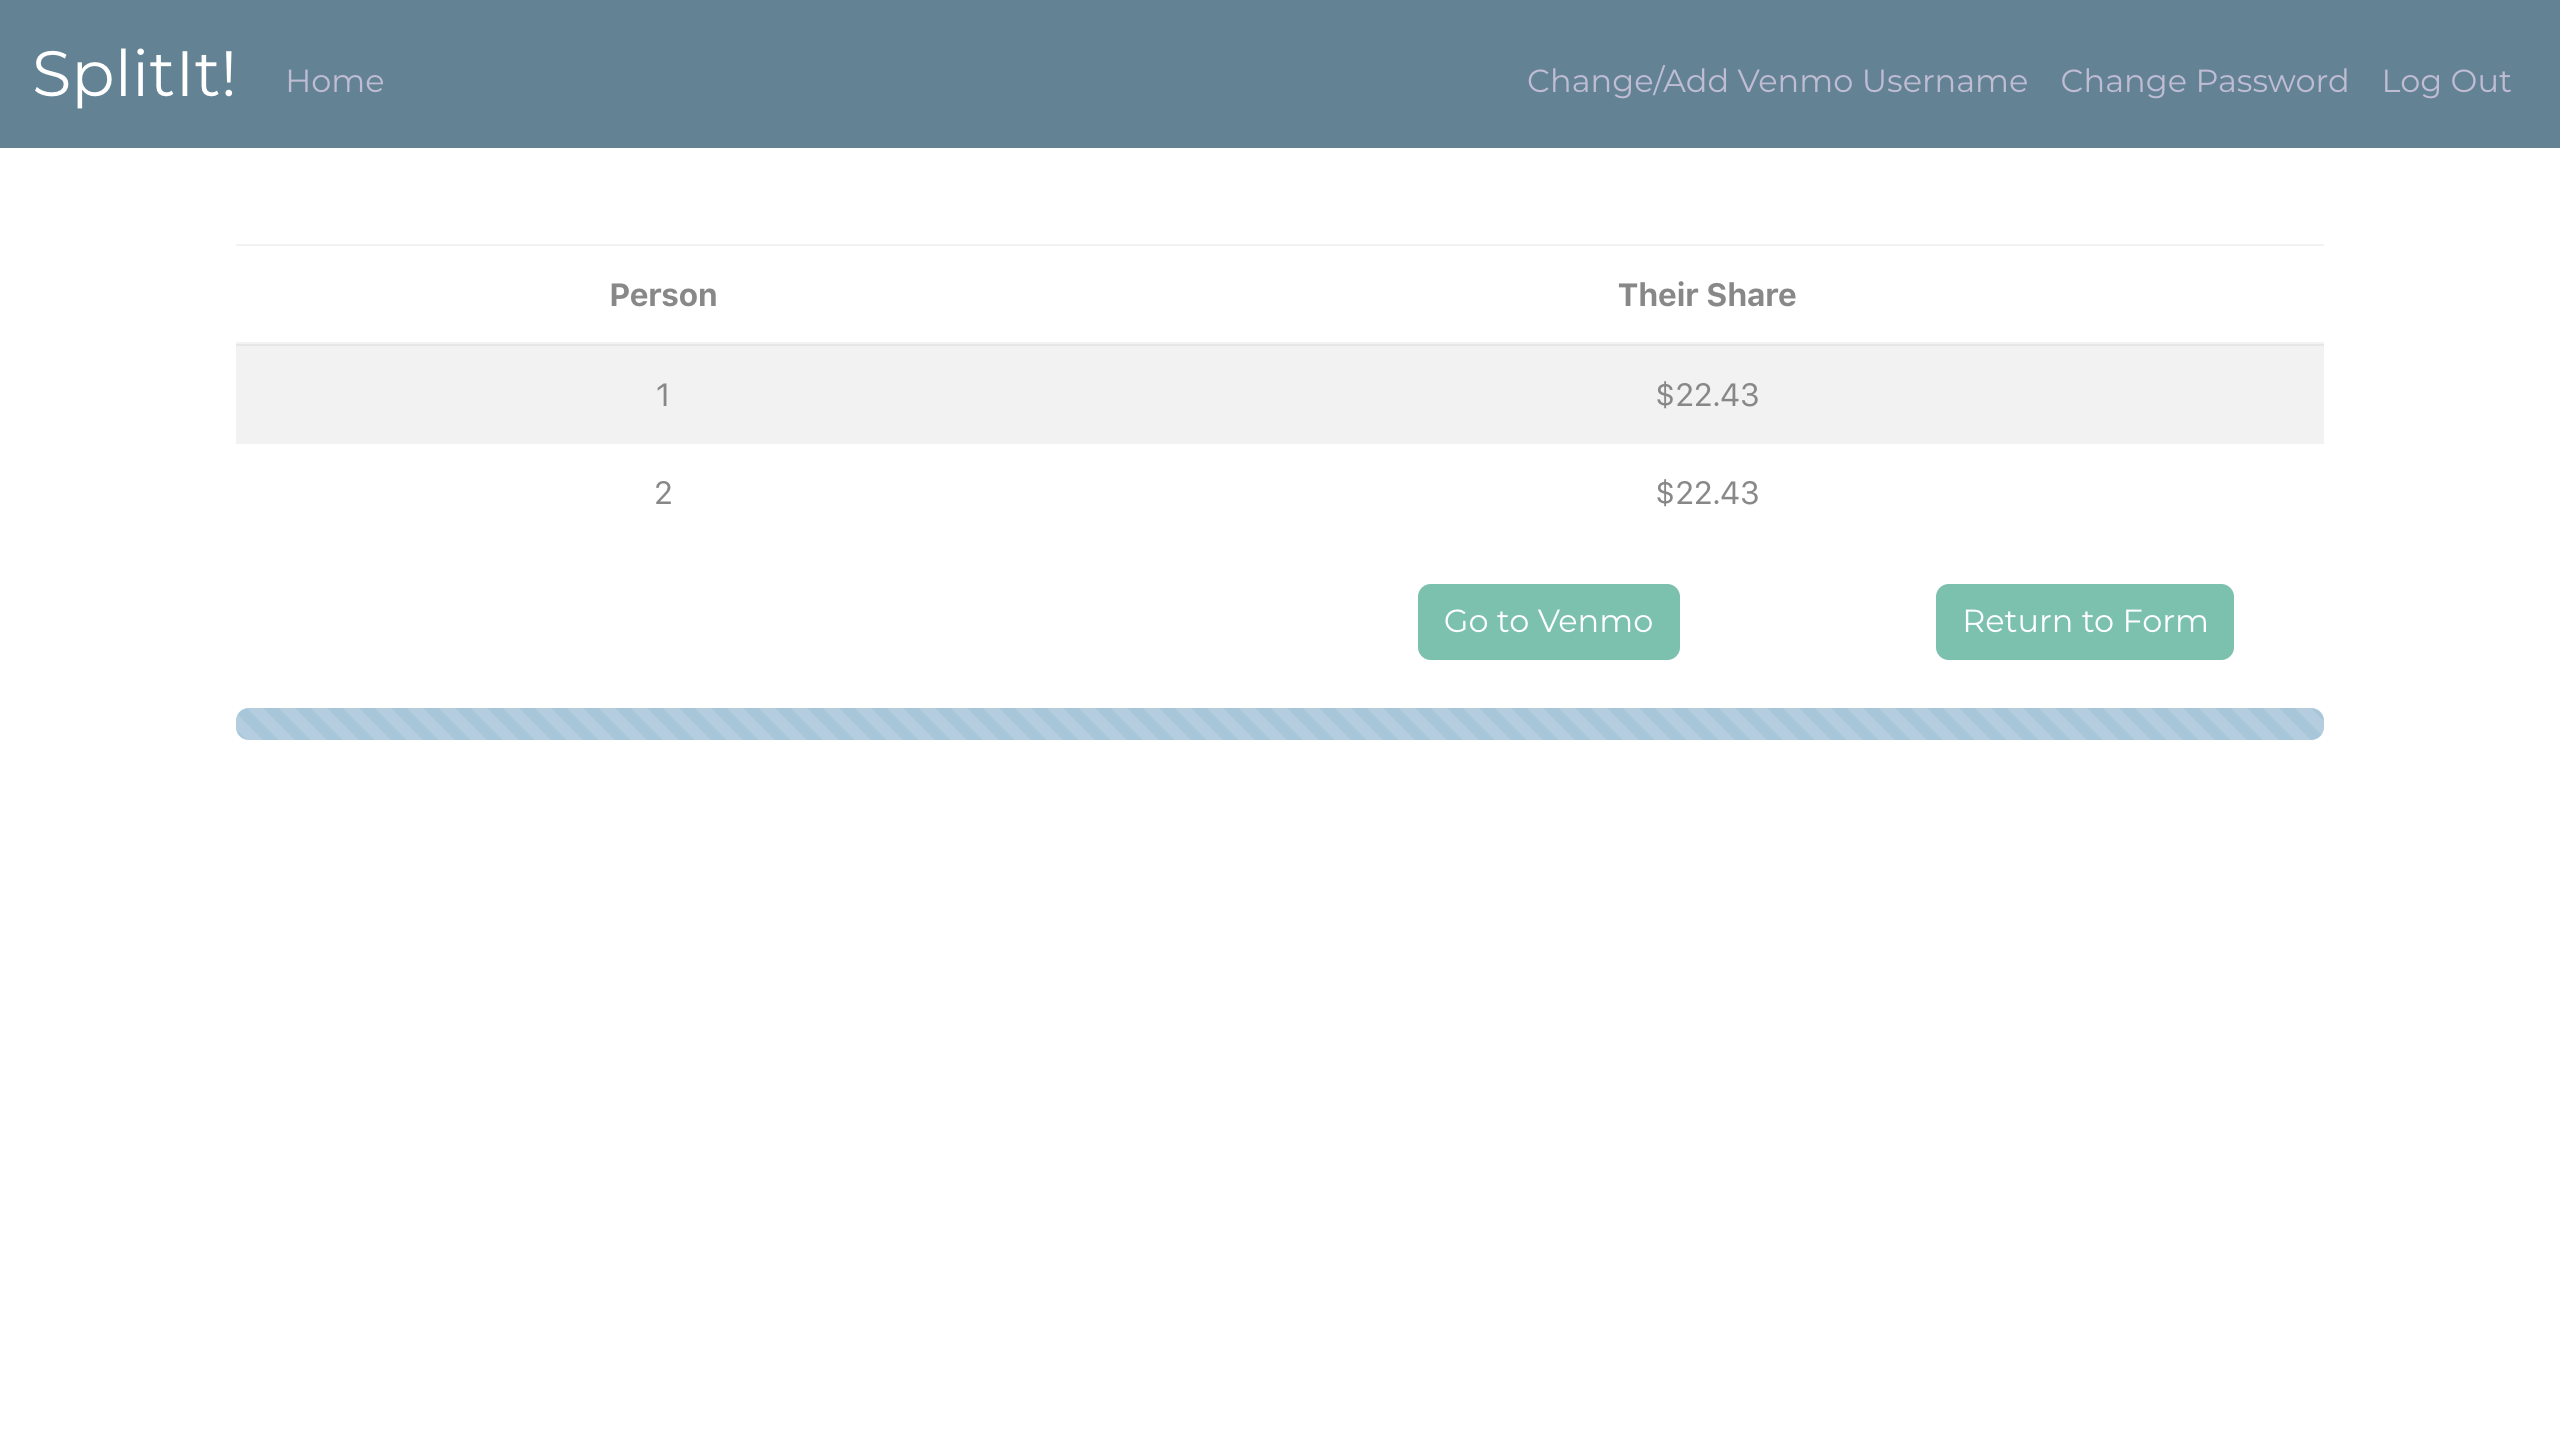 SplitIt! Home Change/Add Venmo Username Change Password Log Out
Person Their Share
1 $22.43
2 $22.43
Go to Venmo Return to Form